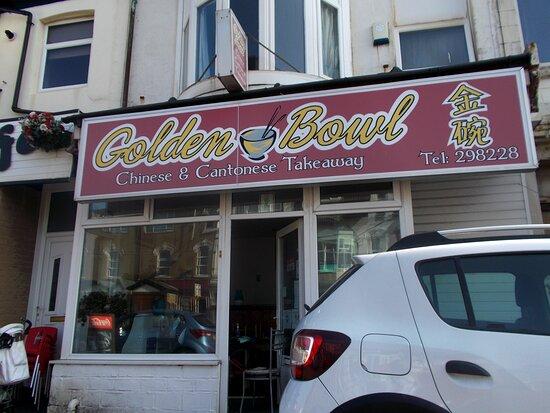 Golden Bowl
Chinese & Cantonese Takeaway
金碗
Tel: 298228